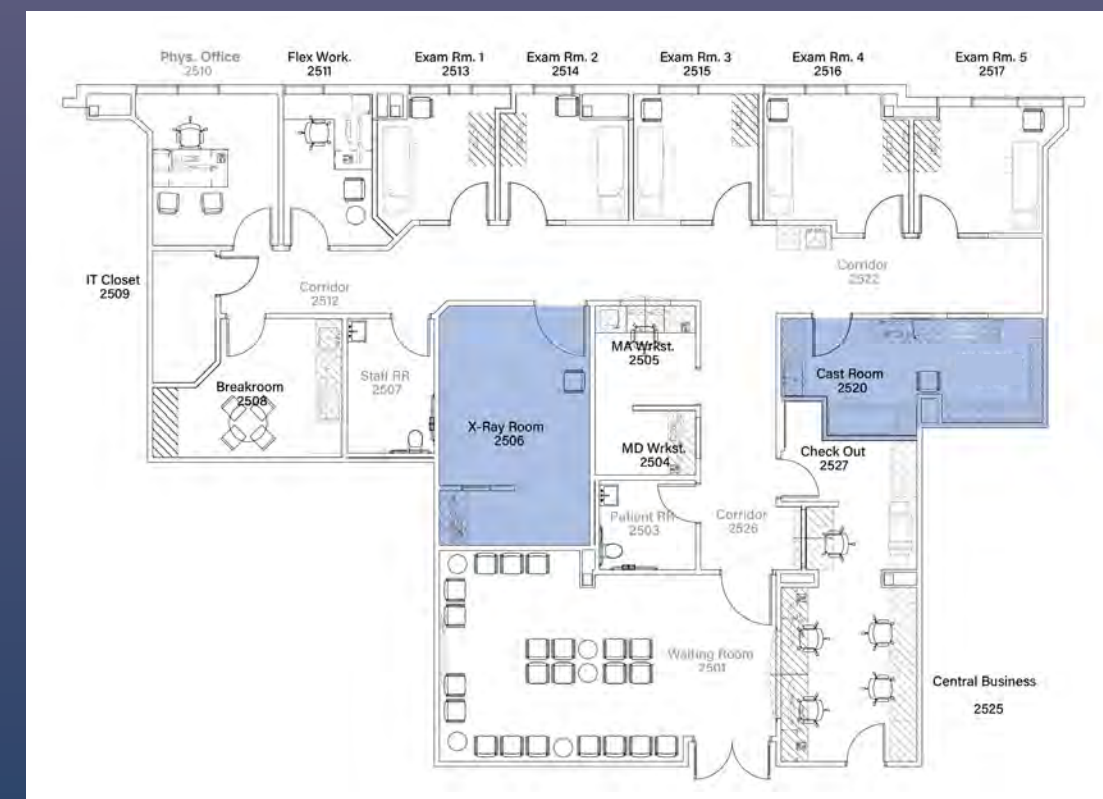 Phys. Office
2510
Flex Work.
2511
Exam Rm. 1
2513
Exam Rm. 2
2514
Exam Rm. 3
2515
Exam Rm. 4
2516
Exam Rm. 5
2517
IT Closet
2509
Corridor
2512
Corridor
2522
Breakroom
2508
Staff RR
2507
X-Ray Room
2506
MA Wrkst.
2505
MD Wrkst.
2504
Cast Room
2520
Check Out
2527
Patient RR
2503
Corridor
2526
Waiting Room
2501
Central Business
2525